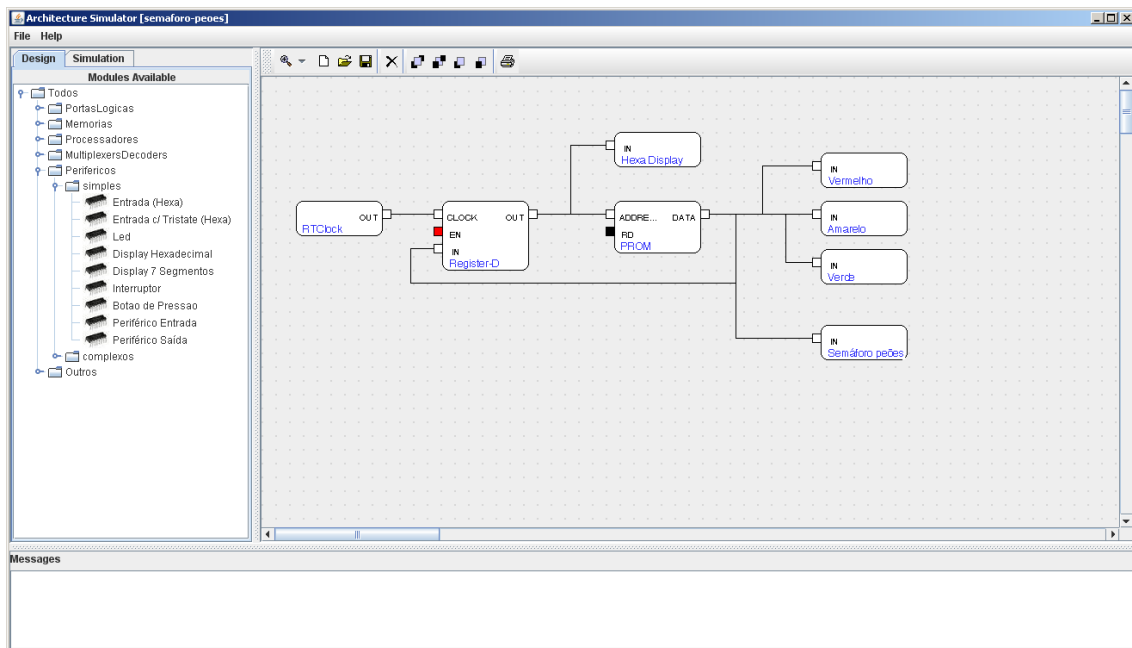 Architecture Simulator [semaforo-peoes]
File Help
Design Simulation
Modules Available
Todos
PortasLogicas
Memorias
Processadores
MultiplexersDecoders
Perifericos
simples
Entrada (Hexa)
Entrada c/ Tristate (Hexa)
Led
Display Hexadecimal
Display 7 Segmentos
Interruptor
Botao de Pressao
Periférico Entrada
Periférico Saída
complexos
Outros
OUT
RTClock
CLOCK OUT
EN
IN
Register-D
IN
Hexa Display
ADDRE... DATA
RD
PROM
IN
Vermelho
IN
Amarelo
IN
Verde
IN
Semáforo peões
Messages